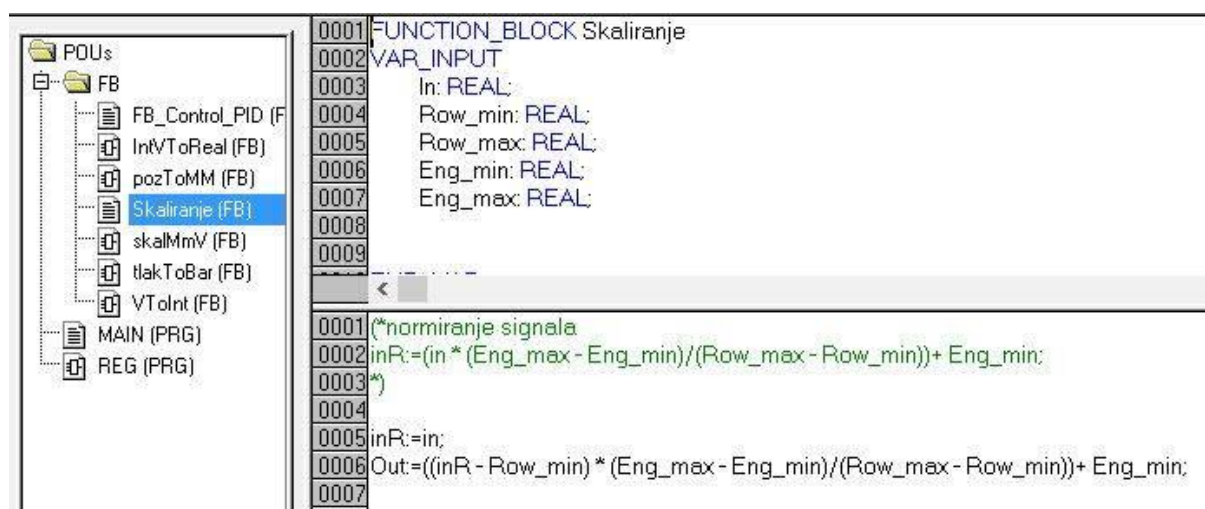 POUs
FB
FB_Control_PID (F
IntVToReal (FB)
pozToMM (FB)
Skaliranje (FB)
skalMmV (FB)
tlakToBar (FB)
VToInt (FB)
MAIN (PRG)
REG (PRG)
0001 FUNCTION_BLOCK Skaliranje
0002 VAR_INPUT
0003 In: REAL;
0004 Row_min: REAL;
0005 Row_max: REAL;
0006 Eng_min: REAL;
0007 Eng_max: REAL;
0008
0009
0001 (*normiranje signala
0002 inR:=(in * (Eng_max - Eng_min)/(Row_max - Row_min))+ Eng_min;
0003 *)
0004
0005 inR:=in;
0006 Out:=((inR - Row_min) * (Eng_max - Eng_min)/(Row_max - Row_min))+ Eng_min;
0007